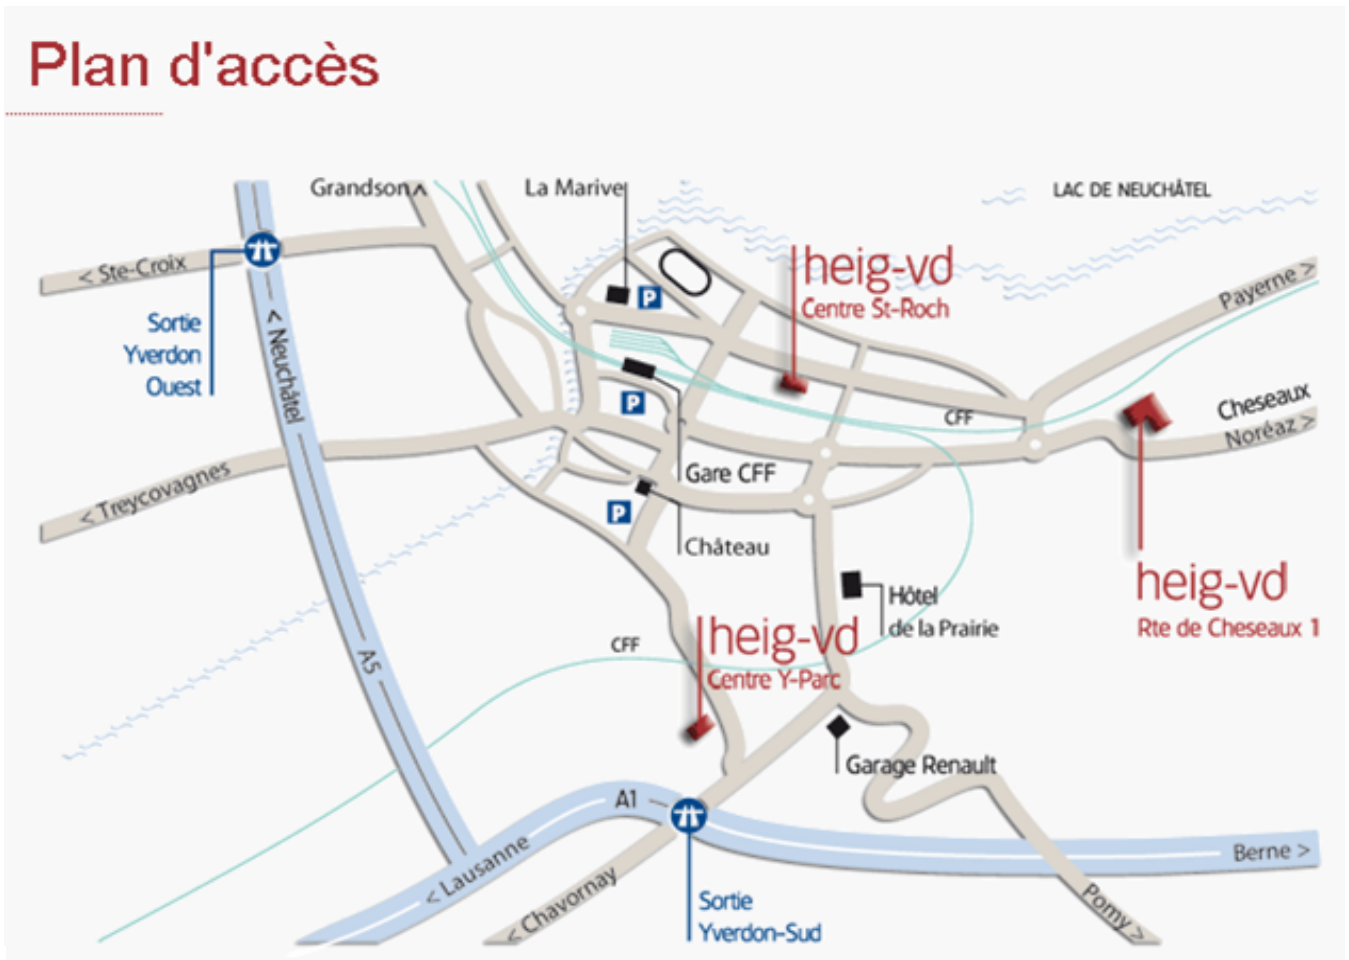 Plan d'accès
Grandson >
La Marive
LAC DE NEUCHÂTEL
< Ste-Croix
heig-vd
Centre St-Roch
Payerne >
Sortie
Yverdon
Ouest
< Neuchâtel
P
P
CFF
Cheseaux
Noréaz >
Gare CFF
< Treycovagnes
P
Château
heig-vd
Rte de Cheseaux 1
Hôtel
de la Prairie
CFF
heig-vd
Centre Y-Parc
A5
Garage Renault
A1
< Lausanne
Berne >
< Chavornay
Pomy >
Sortie
Yverdon-Sud